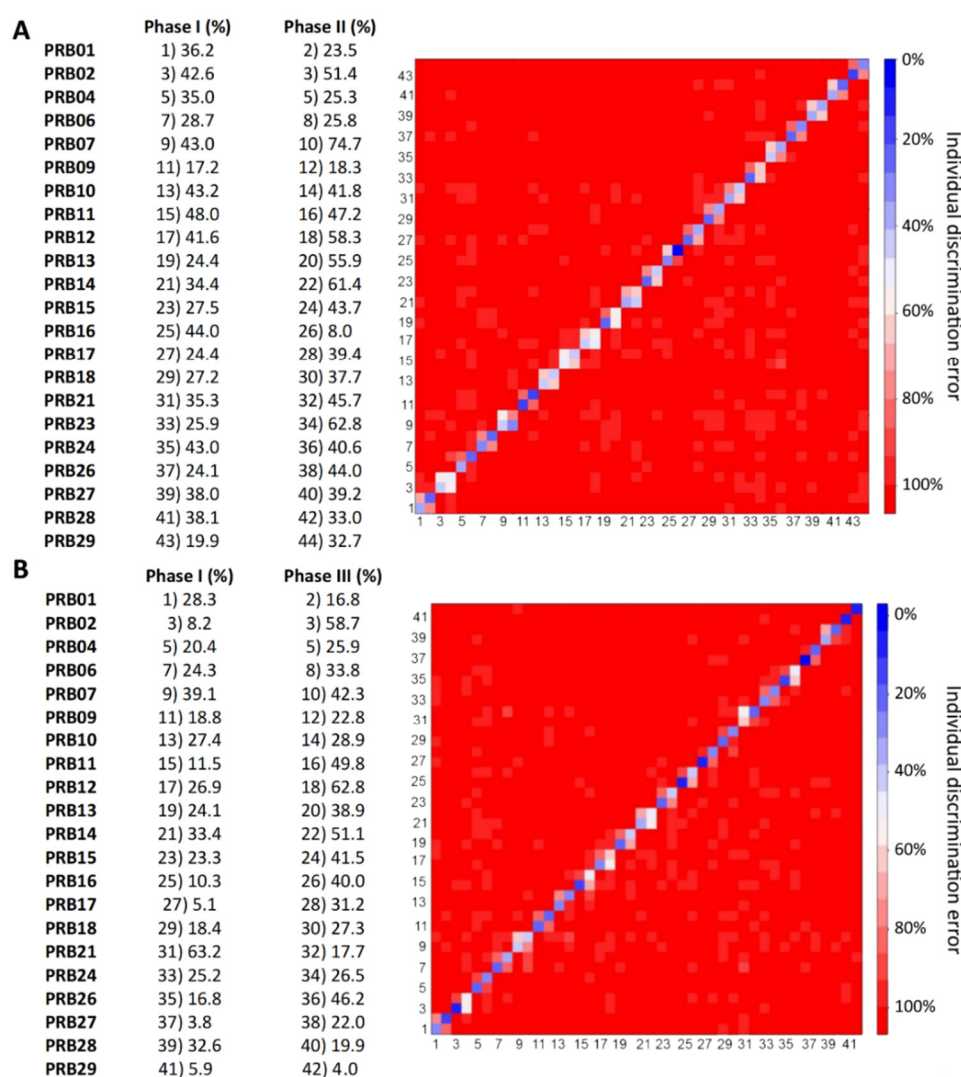 A
Phase I (%) Phase II (%)
PRB01 1) 36.2 2) 23.5
PRB02 3) 42.6 3) 51.4
PRB04 5) 35.0 5) 25.3
PRB06 7) 28.7 8) 25.8
PRB07 9) 43.0 10) 74.7
PRB09 11) 17.2 12) 18.3
PRB10 13) 43.2 14) 41.8
PRB11 15) 48.0 16) 47.2
PRB12 17) 41.6 18) 58.3
PRB13 19) 24.4 20) 55.9
PRB14 21) 34.4 22) 61.4
PRB15 23) 27.5 24) 43.7
PRB16 25) 44.0 26) 8.0
PRB17 27) 24.4 28) 39.4
PRB18 29) 27.2 30) 37.7
PRB21 31) 35.3 32) 45.7
PRB23 33) 25.9 34) 62.8
PRB24 35) 43.0 36) 40.6
PRB26 37) 24.1 38) 44.0
PRB27 39) 38.0 40) 39.2
PRB28 41) 38.1 42) 33.0
PRB29 43) 19.9 44) 32.7
43
41
39
37
35
33
31
29
27
25
23
21
19
17
15
13
11
9
7
5
3
1
1 3 5 7 9 11 13 15 17 19 21 23 25 27 29 31 33 35 37 39 41 43
0%
20%
40%
60%
80%
100%
Individual discrimination error
B
Phase I (%) Phase III (%)
PRB01 1) 28.3 2) 16.8
PRB02 3) 8.2 3) 58.7
PRB04 5) 20.4 5) 25.9
PRB06 7) 24.3 8) 33.8
PRB07 9) 39.1 10) 42.3
PRB09 11) 18.8 12) 22.8
PRB10 13) 27.4 14) 28.9
PRB11 15) 11.5 16) 49.8
PRB12 17) 26.9 18) 62.8
PRB13 19) 24.1 20) 38.9
PRB14 21) 33.4 22) 51.1
PRB15 23) 23.3 24) 41.5
PRB16 25) 10.3 26) 40.0
PRB17 27) 5.1 28) 31.2
PRB18 29) 18.4 30) 27.3
PRB21 31) 63.2 32) 17.7
PRB24 33) 25.2 34) 26.5
PRB26 35) 16.8 36) 46.2
PRB27 37) 3.8 38) 22.0
PRB28 39) 32.6 40) 19.9
PRB29 41) 5.9 42) 4.0
41
39
37
35
33
31
29
27
25
23
21
19
17
15
13
11
9
7
5
3
1
1 3 5 7 9 11 13 15 17 19 21 23 25 27 29 31 33 35 37 39 41
0%
20%
40%
60%
80%
100%
Individual discrimination error